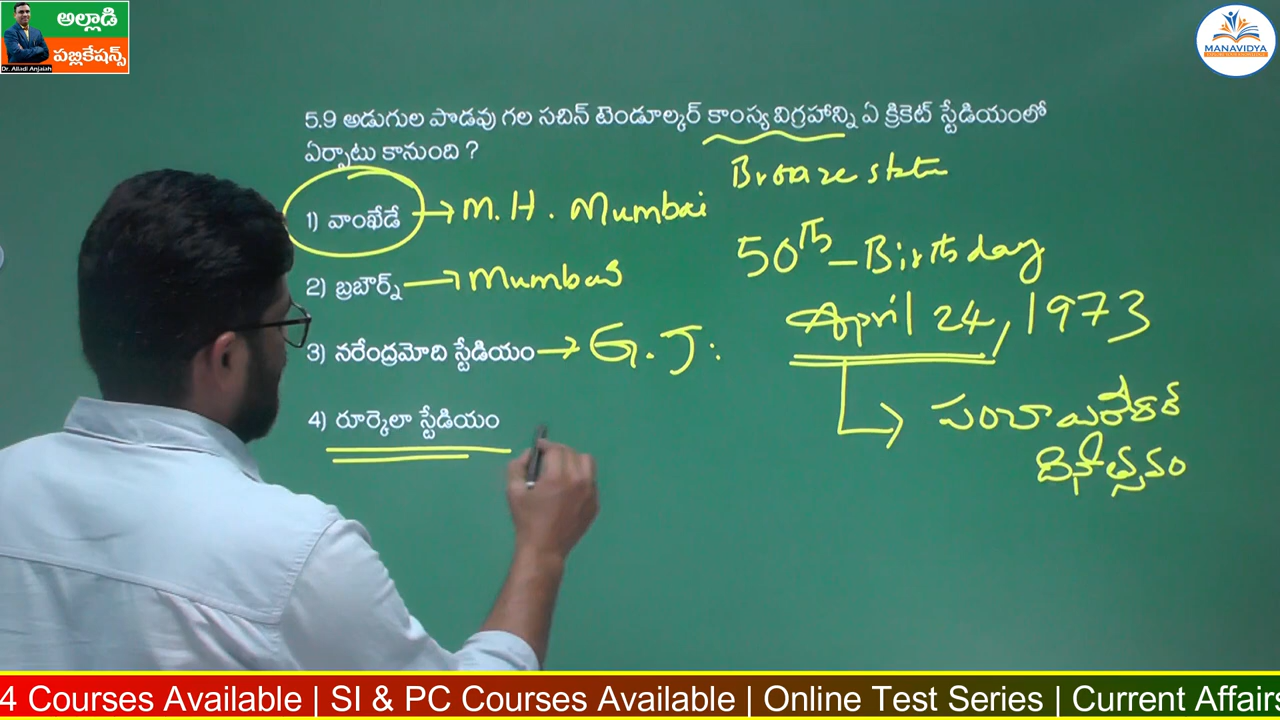 అల్లాడి
పబ్లికేషన్స్
Dr. Alladi Anjaiah
MANAVIDYA
5.9 అడుగుల పొడవు గల సచిన్ టెండూల్కర్ కాంస్య విగ్రహాన్ని ఏ క్రికెట్ స్టేడియంలో
ఏర్పాటు కానుంది ?
Bronze
1) వాంఖేడే → M. H. Mumbai
50th - Birthday
2) బ్రబౌర్న్ → Mumbai
April 24, 1973
3) నరేంద్రమోది స్టేడియం → G. J.
4) రూర్కెలా స్టేడియం
→ పంచాయతీరాజ్
దినోత్సవం
4 Courses Available | SI & PC Courses Available | Online Test Series | Current Affairs